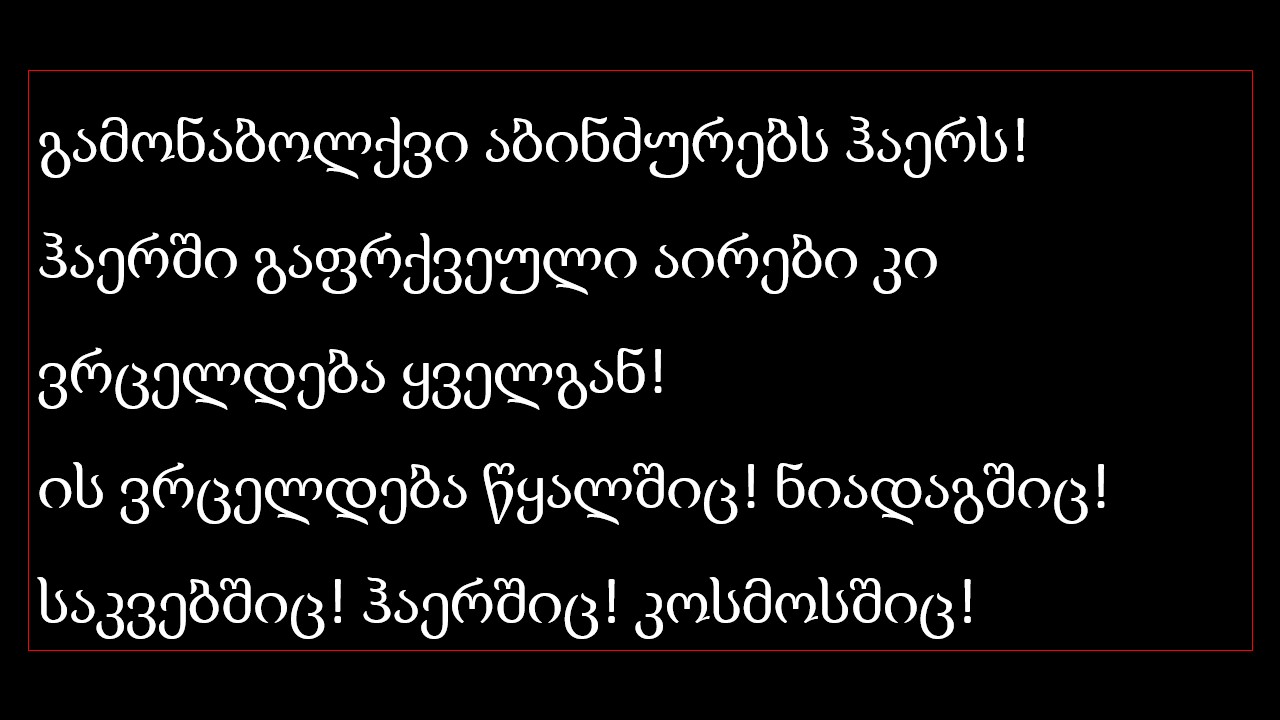 გამონაბოლქვი აბინძურებს ჰაერს!
ჰაერში გაფრქვეული აირები კი
ვრცელდება ყველგან!
ის ვრცელდება წყალშიც! ნიადაგშიც!
საკვებშიც! ჰაერშიც! კოსმოსშიც!